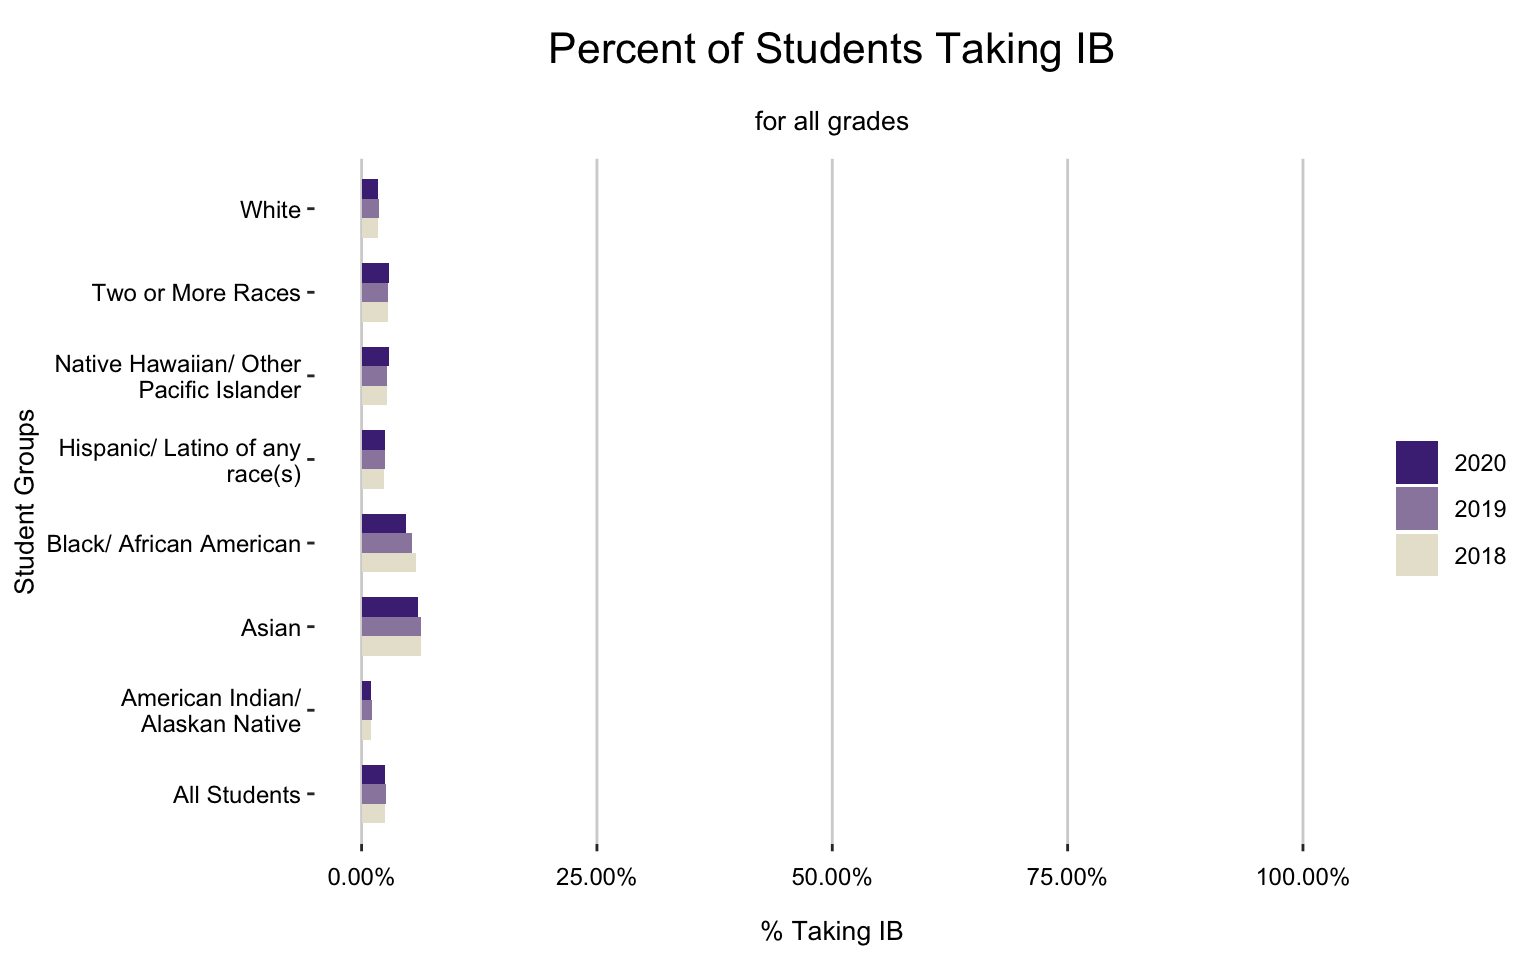 Percent of Students Taking IB
for all grades
Student Groups
White
Two or More Races
Native Hawaiian/ Other
Pacific Islander
Hispanic/ Latino of any
race(s)
Black/ African American
Asian
American Indian/
Alaskan Native
All Students
0.00%
25.00%
50.00%
75.00%
100.00%
% Taking IB
2020
2019
2018